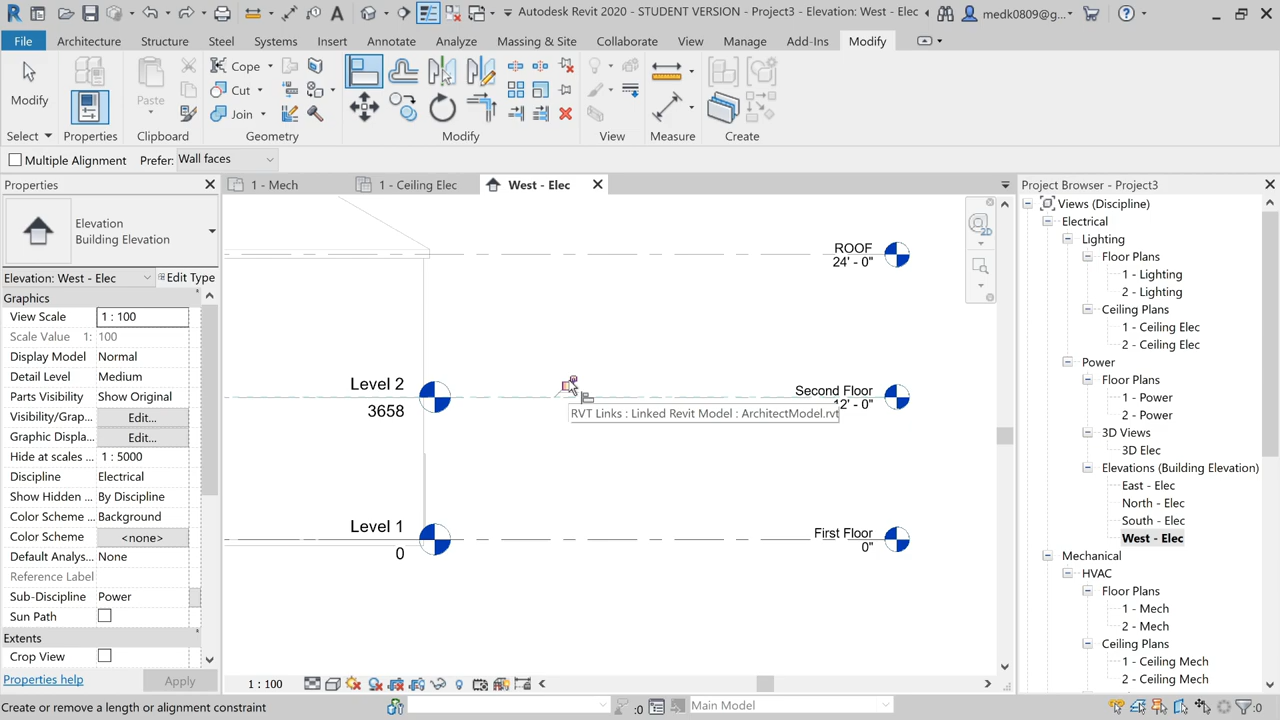 Autodesk Revit 2020 - STUDENT VERSION - Project3 - Elevation: West - Elec
medk0809@g...
File Architecture Structure Steel Systems Insert Annotate Analyze Massing & Site Collaborate View Manage Add-Ins Modify
Modify
Paste
Cope
Cut
Join
Select Properties Clipboard Geometry Modify View Measure Create
Multiple Alignment Prefer: Wall faces
Properties
1 - Mech
1 - Ceiling Elec
West - Elec
Project Browser - Project3
Elevation
Building Elevation
Elevation: West - Elec
Edit Type
Graphics
View Scale 1 : 100
Scale Value 1: 100
Display Model Normal
Detail Level Medium
Parts Visibility Show Original
Visibility/Grap... Edit...
Graphic Displa... Edit...
Hide at scales ... 1 : 5000
Discipline Electrical
Show Hidden ... By Discipline
Color Scheme ... Background
Color Scheme <none>
Default Analys... None
Reference Label
Sub-Discipline Power
Sun Path
Extents
Crop View
Properties help
Apply
ROOF
24' - 0"
Level 2
3658
Second Floor
12' - 0"
RVT Links : Linked Revit Model : ArchitectModel.rvt
Level 1
0
First Floor
0"
2D
Views (Discipline)
Electrical
Lighting
Floor Plans
1 - Lighting
2 - Lighting
Ceiling Plans
1 - Ceiling Elec
2 - Ceiling Elec
Power
Floor Plans
1 - Power
2 - Power
3D Views
3D Elec
Elevations (Building Elevation)
East - Elec
North - Elec
South - Elec
West - Elec
Mechanical
HVAC
Floor Plans
1 - Mech
2 - Mech
Ceiling Plans
1 - Ceiling Mech
2 - Ceiling Mech
1 : 100
Create or remove a length or alignment constraint
:0
Main Model
:0